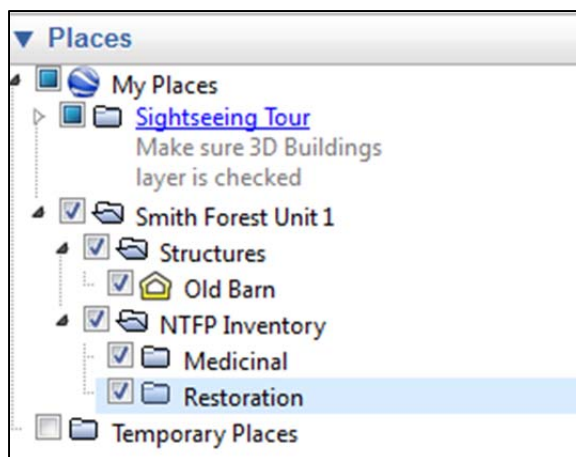 Places
My Places
Sightseeing Tour
Make sure 3D Buildings
layer is checked
Smith Forest Unit 1
Structures
Old Barn
NTFP Inventory
Medicinal
Restoration
Temporary Places